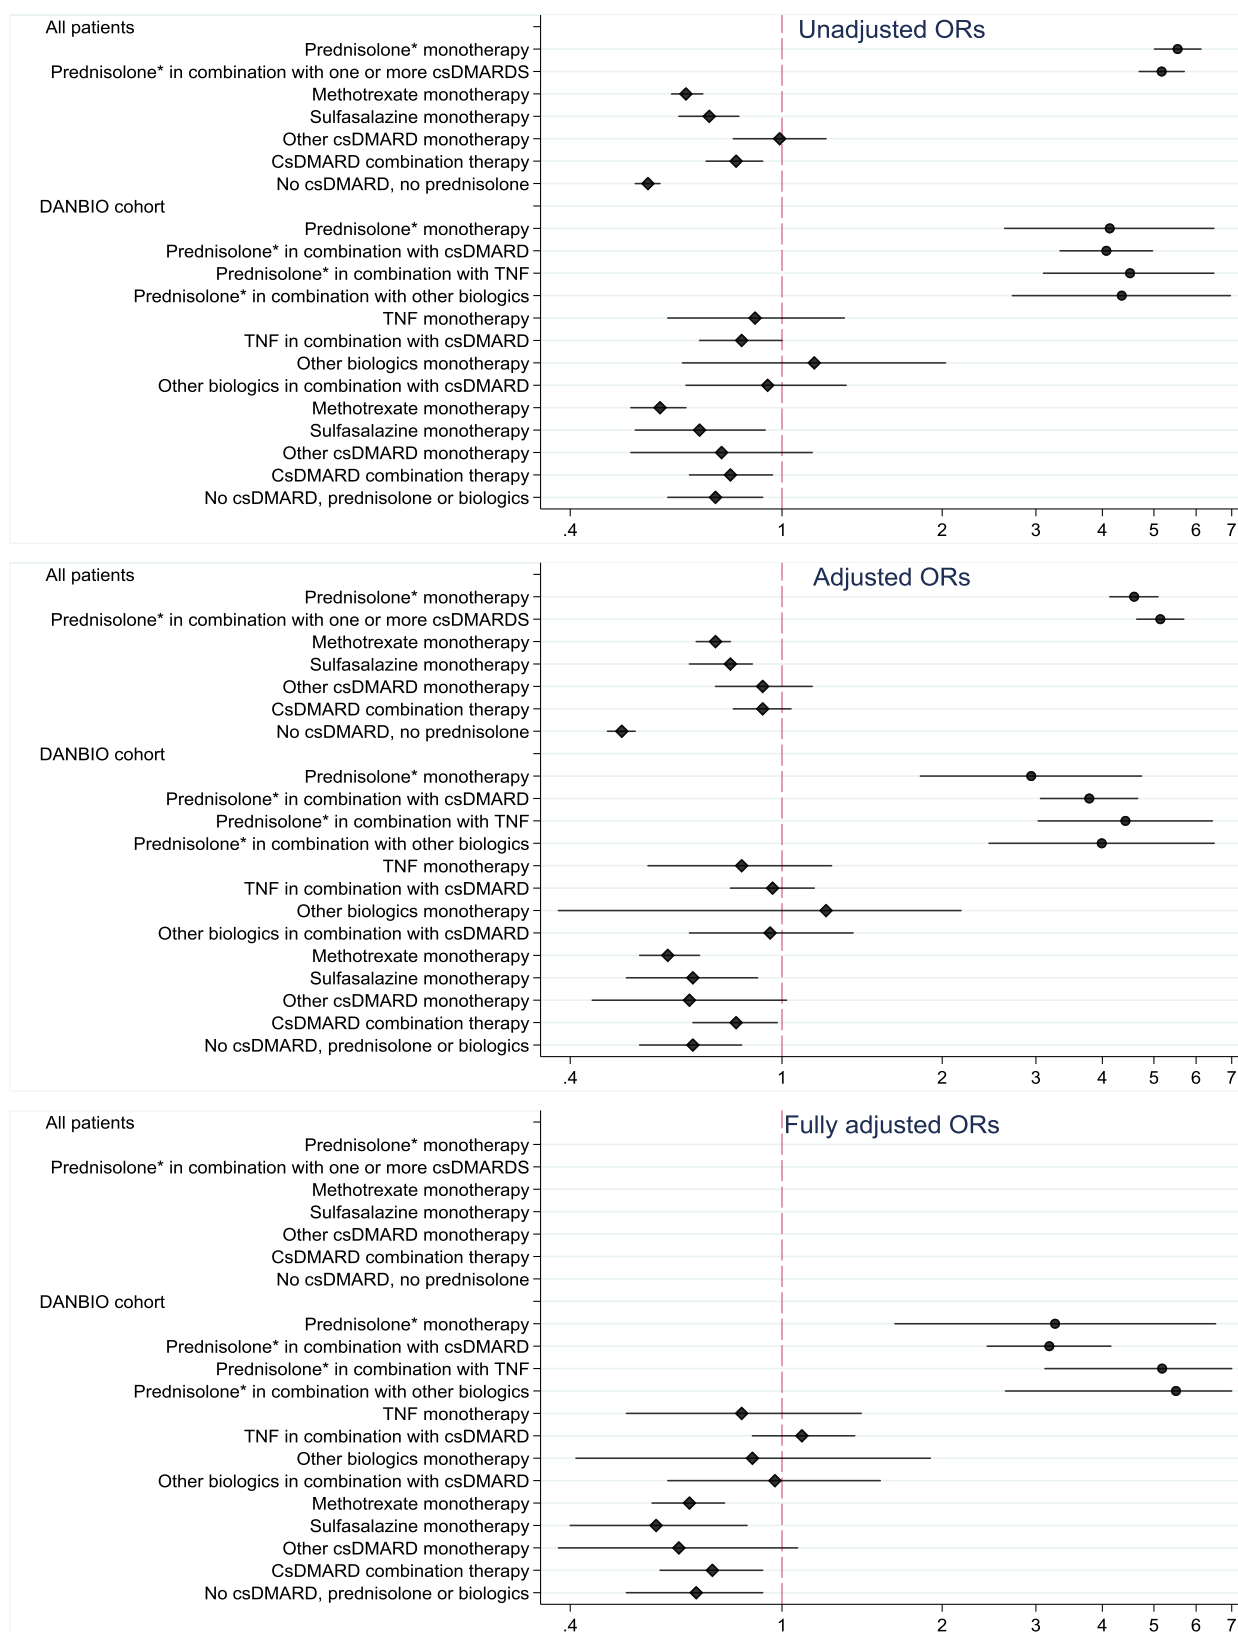 All patients
Unadjusted ORs
Prednisolone* monotherapy
Prednisolone* in combination with one or more csDMARDS
Methotrexate monotherapy
Sulfasalazine monotherapy
Other csDMARD monotherapy
CsDMARD combination therapy
No csDMARD, no prednisolone
DANBIO cohort
Prednisolone* monotherapy
Prednisolone* in combination with csDMARD
Prednisolone* in combination with TNF
Prednisolone* in combination with other biologics
TNF monotherapy
TNF in combination with csDMARD
Other biologics monotherapy
Other biologics in combination with csDMARD
Methotrexate monotherapy
Sulfasalazine monotherapy
Other csDMARD monotherapy
CsDMARD combination therapy
No csDMARD, prednisolone or biologics
.4 1 2 3 4 5 6 7
All patients
Adjusted ORs
Prednisolone* monotherapy
Prednisolone* in combination with one or more csDMARDS
Methotrexate monotherapy
Sulfasalazine monotherapy
Other csDMARD monotherapy
CsDMARD combination therapy
No csDMARD, no prednisolone
DANBIO cohort
Prednisolone* monotherapy
Prednisolone* in combination with csDMARD
Prednisolone* in combination with TNF
Prednisolone* in combination with other biologics
TNF monotherapy
TNF in combination with csDMARD
Other biologics monotherapy
Other biologics in combination with csDMARD
Methotrexate monotherapy
Sulfasalazine monotherapy
Other csDMARD monotherapy
CsDMARD combination therapy
No csDMARD, prednisolone or biologics
.4 1 2 3 4 5 6 7
All patients
Fully adjusted ORs
Prednisolone* monotherapy
Prednisolone* in combination with one or more csDMARDS
Methotrexate monotherapy
Sulfasalazine monotherapy
Other csDMARD monotherapy
CsDMARD combination therapy
No csDMARD, no prednisolone
DANBIO cohort
Prednisolone* monotherapy
Prednisolone* in combination with csDMARD
Prednisolone* in combination with TNF
Prednisolone* in combination with other biologics
TNF monotherapy
TNF in combination with csDMARD
Other biologics monotherapy
Other biologics in combination with csDMARD
Methotrexate monotherapy
Sulfasalazine monotherapy
Other csDMARD monotherapy
CsDMARD combination therapy
No csDMARD, prednisolone or biologics
.4 1 2 3 4 5 6 7